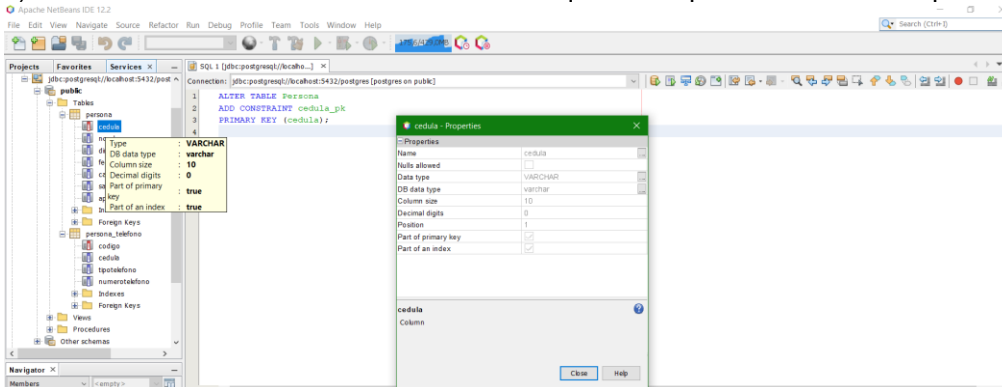 Apache NetBeans IDE 12.2
File Edit View Navigate Source Refactor Run Debug Profile Team Tools Window Help
Search (Ctrl+I)
Projects Favorites Services
SQL 1 [jdbc:postgresql://localho...]
Connection: jdbc:postgresql://localhost:5432/postgres [postgres on public]
jdbc:postgresql://localhost:5432/post
public
Tables
persona
cedula
Type : VARCHAR
DB data type : varchar
Column size : 10
Decimal digits : 0
Part of primary key : true
Part of an index : true
Foreign Keys
persona_telefono
codigo
cedula
tipotelefono
numerotelefono
Indexes
Foreign Keys
Views
Procedures
Other schemas
Navigator
Members <empty>
1 ALTER TABLE Persona
2 ADD CONSTRAINT cedula_pk
3 PRIMARY KEY (cedula);
4
cedula - Properties
Properties
Name cedula
Nulls allowed
Data type VARCHAR
DB data type varchar
Column size 10
Decimal digits 0
Position 1
Part of primary key
Part of an index
cedula
Column
Close Help